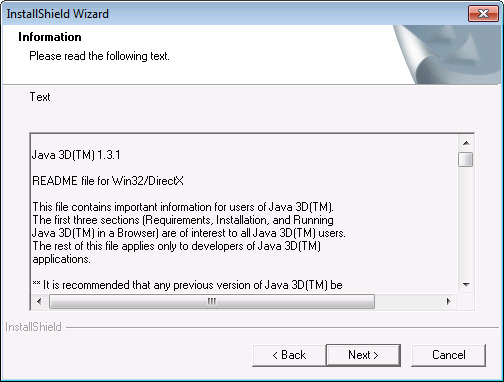 InstallShield Wizard
Information
Please read the following text.
Text
Java 3D(TM) 1.3.1
README file for Win32/DirectX
This file contains important information for users of Java 3D(TM).
The first three sections (Requirements, Installation, and Running
Java 3D(TM) in a Browser) are of interest to all Java 3D(TM) users.
The rest of this file applies only to developers of Java 3D(TM)
applications.
** It is recommended that any previous version of Java 3D(TM) be
InstallShield
< Back
Next >
Cancel